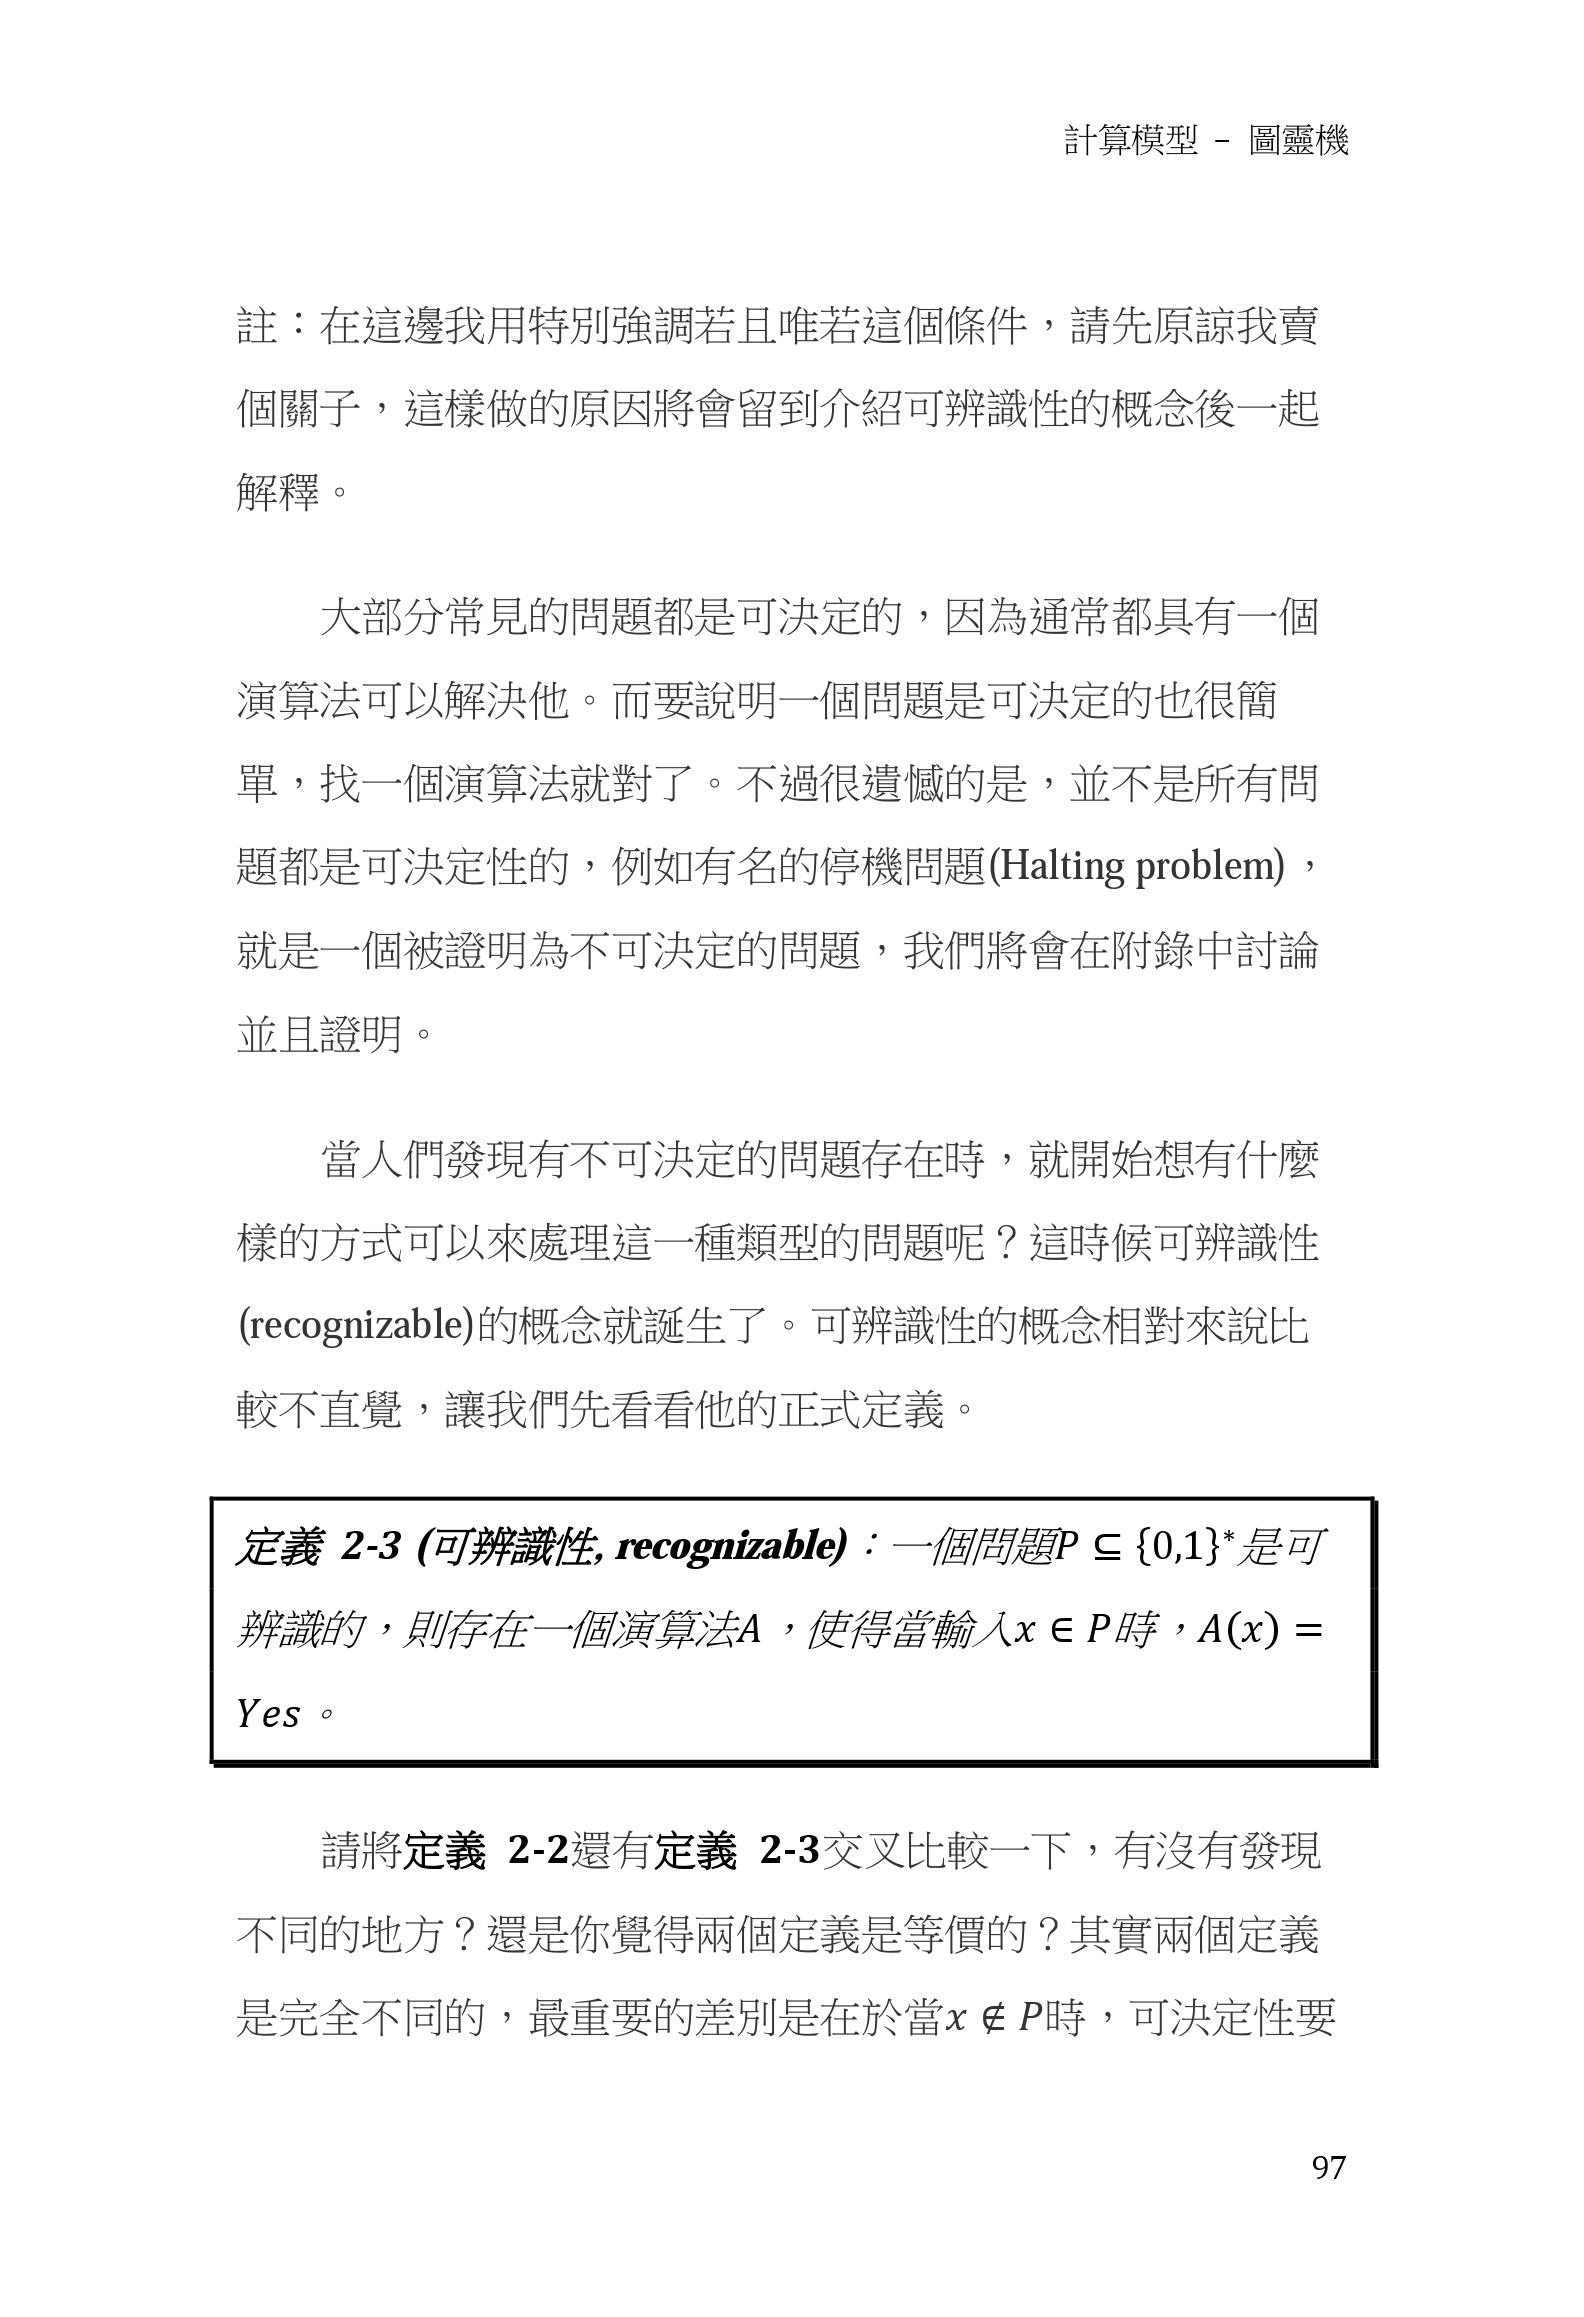 計算模型 – 圖靈機
註：在這邊我用特別強調若且唯若這個條件，請先原諒我賣
個關子，這樣做的原因將會留到介紹可辨識性的概念後一起
解釋。
大部分常見的問題都是可決定的，因為通常都具有一個
演算法可以解決他。而要說明一個問題是可決定的也很簡
單，找一個演算法就對了。不過很遺憾的是，並不是所有問
題都是可決定性的，例如有名的停機問題(Halting problem)，
就是一個被證明為不可決定的問題，我們將會在附錄中討論
並且證明。
當人們發現有不可決定的問題存在時，就開始想有什麼
樣的方式可以來處理這一種類型的問題呢？這時候可辨識性
(recognizable)的概念就誕生了。可辨識性的概念相對來說比
較不直覺，讓我們先看看他的正式定義。
定義 2-3 (可辨識性, recognizable)：一個問題P ⊆ {0,1}*是可
辨識的，則存在一個演算法A，使得當輸入x ∈ P時，A(x) =
Yes。
請將定義 2-2還有定義 2-3交叉比較一下，有沒有發現
不同的地方？還是你覺得兩個定義是等價的？其實兩個定義
是完全不同的，最重要的差別是在於當x ∉ P時，可決定性要
97